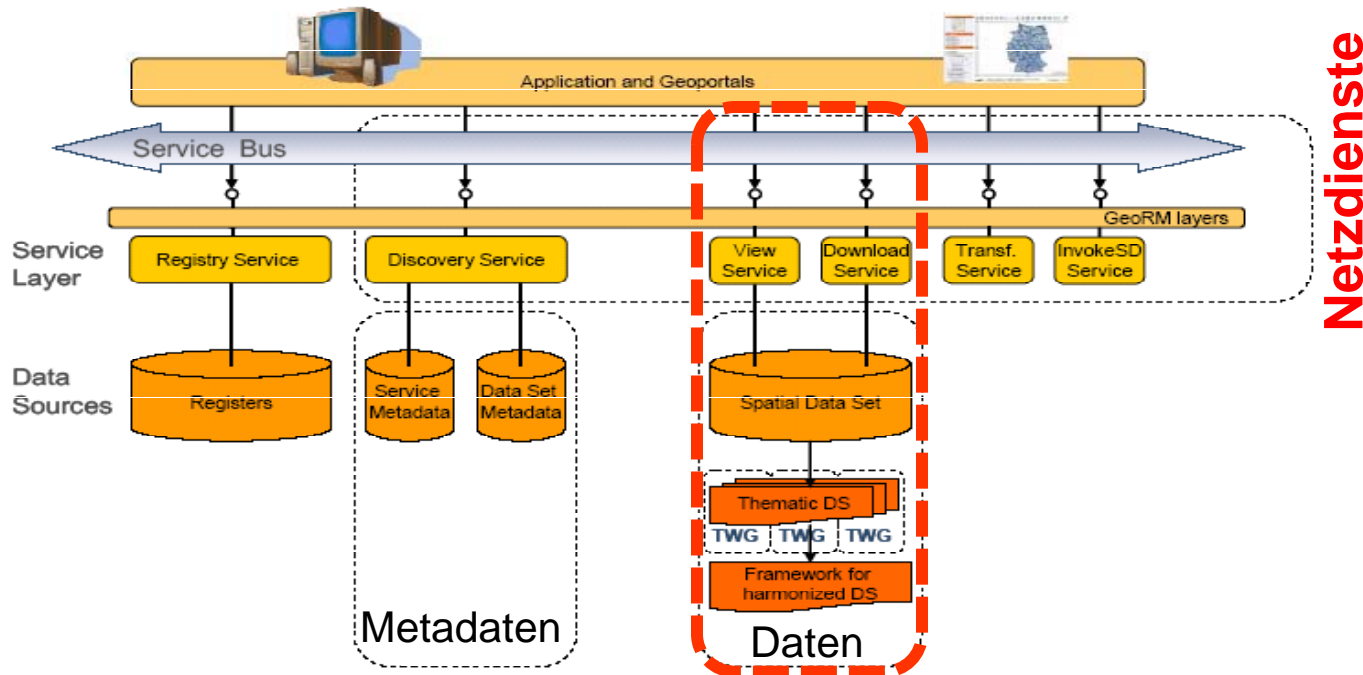 Application and Geoportals
Netzdienste
Service Bus
GeoRM layers
Service
Layer
Registry Service
Discovery Service
View
Service
Download
Service
Transf.
Service
InvokeSD
Service
Data
Sources
Registers
Service
Metadata
Data Set
Metadata
Spatial Data Set
Thematic DS
TWG TWG TWG
Framework for
harmonized DS
Metadaten
Daten